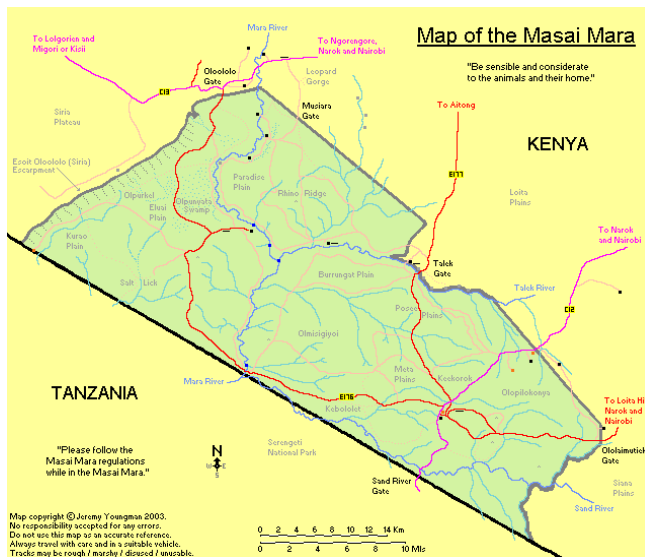 Map of the Masai Mara
"Be sensible and considerate
to the animals and their home."
Mara River
To Lolgorien and
Migori or Kisii
To Ngorengore,
Narok and Nairobi
Oloololo
Gate
Leopard
Gorge
C13
Musiara
Gate
To Aitong
KENYA
Siria
Plateau
Esoit Oloololo (Siria)
Escarpment
E177
Paradise
Plain
Rhino Ridge
Loita
Plains
Olpurkel
Olpunyata
Swamp
Eluai
Plain
Kurao
Plain
To Narok
and Nairobi
Talek
Gate
Salt Lick
Burrungat Plain
Talek River
Posee
Plains
C12
Olmisigiyoi
Mara River
Meta
Plains
Keekorok
Olopilokonya
TANZANIA
E176
Kebololet
To Loita Hi
Narok and
Nairobi
Ololaimutiek
Gate
Serengeti
National Park
"Please follow the
Masai Mara regulations
while in the Masai Mara."
N
W
E
S
Sand River
Gate
Siana
Plains
Sand River
Map copyright © Jeremy Youngman 2003.
No responsibility accepted for any errors.
Do not use this map as an accurate reference.
Always travel with care and in a suitable vehicle.
Tracks may be rough / marshy / disused / unusable.
0 2 4 6 8 10 12 14 Km
0 2 4 6 8 10 Mls